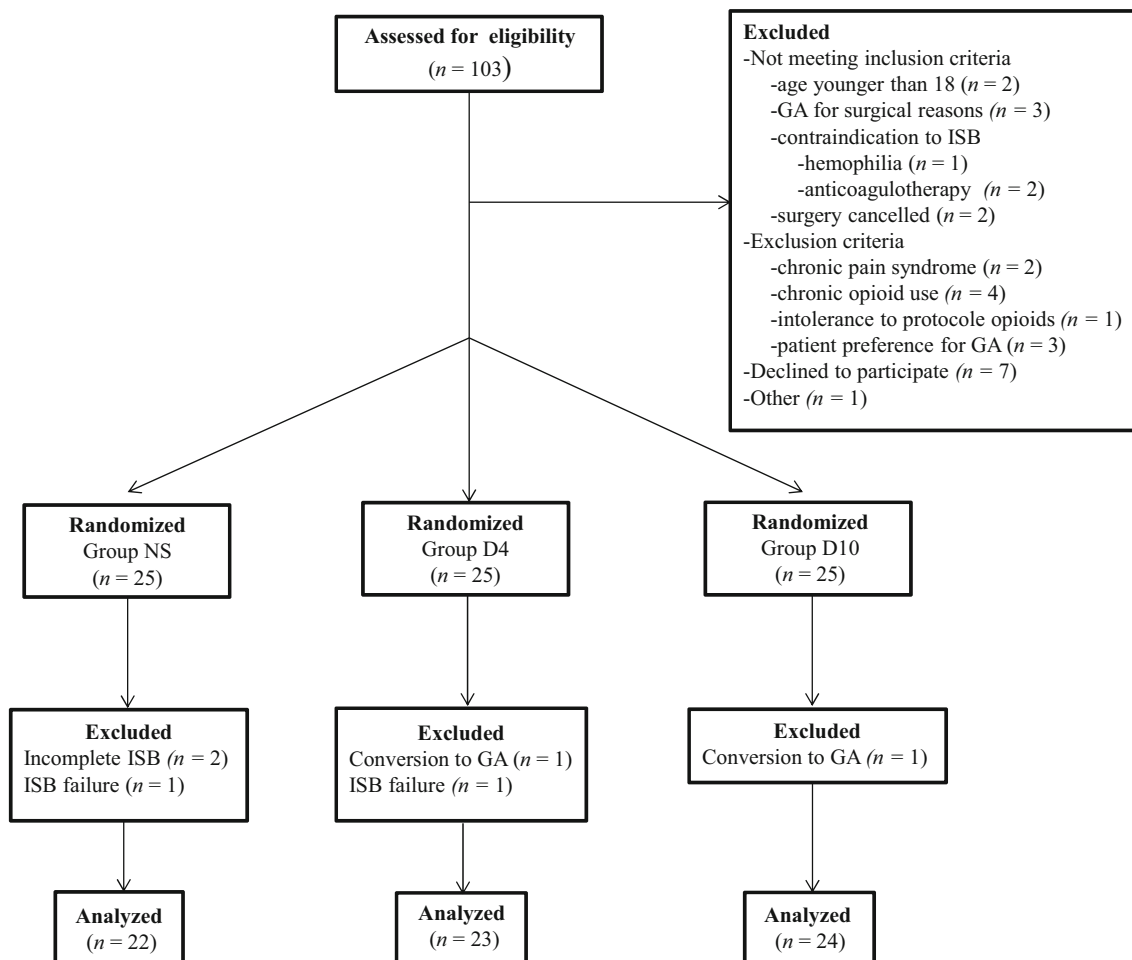 Assessed for eligibility
(n = 103)
Excluded
-Not meeting inclusion criteria
-age younger than 18 (n = 2)
-GA for surgical reasons (n = 3)
-contraindication to ISB
-hemophilia (n = 1)
-anticoagulotherapy (n = 2)
-surgery cancelled (n = 2)
-Exclusion criteria
-chronic pain syndrome (n = 2)
-chronic opioid use (n = 4)
-intolerance to protocole opioids (n = 1)
-patient preference for GA (n = 3)
-Declined to participate (n = 7)
-Other (n = 1)
Randomized
Group NS
(n = 25)
Randomized
Group D4
(n = 25)
Randomized
Group D10
(n = 25)
Excluded
Incomplete ISB (n = 2)
ISB failure (n = 1)
Excluded
Conversion to GA (n = 1)
ISB failure (n = 1)
Excluded
Conversion to GA (n = 1)
Analyzed
(n = 22)
Analyzed
(n = 23)
Analyzed
(n = 24)